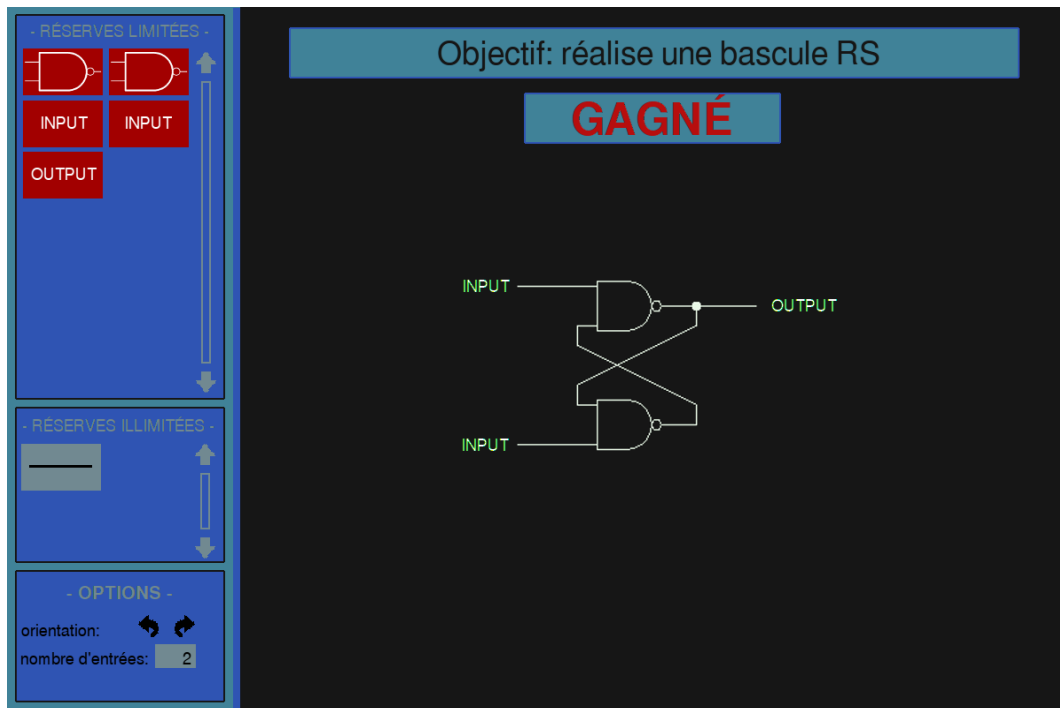 - RÉSERVES LIMITÉES -
INPUT INPUT
OUTPUT
- RÉSERVES ILLIMITÉES -
- OPTIONS -
orientation:
nombre d'entrées: 2
Objectif: réalise une bascule RS
GAGNÉ
INPUT
OUTPUT
INPUT